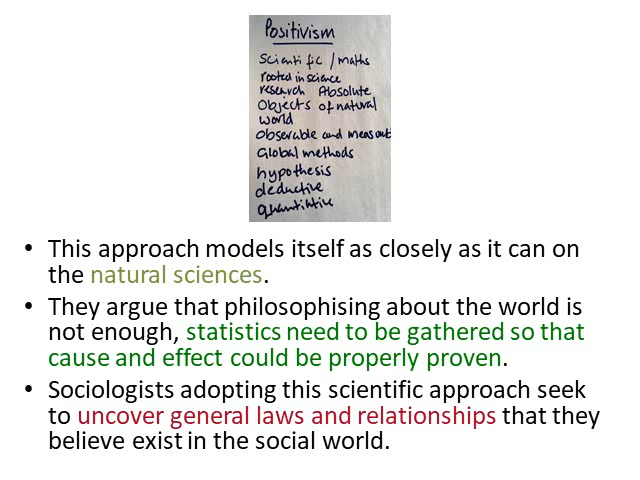 Positivism
Scientific / maths
rooted in science
research Absolute
Objects of natural
world
Observable and measura
Global methods
hypothesis
deductive
quantitative
• This approach models itself as closely as it can on
the natural sciences.
• They argue that philosophising about the world is
not enough, statistics need to be gathered so that
cause and effect could be properly proven.
• Sociologists adopting this scientific approach seek
to uncover general laws and relationships that they
believe exist in the social world.